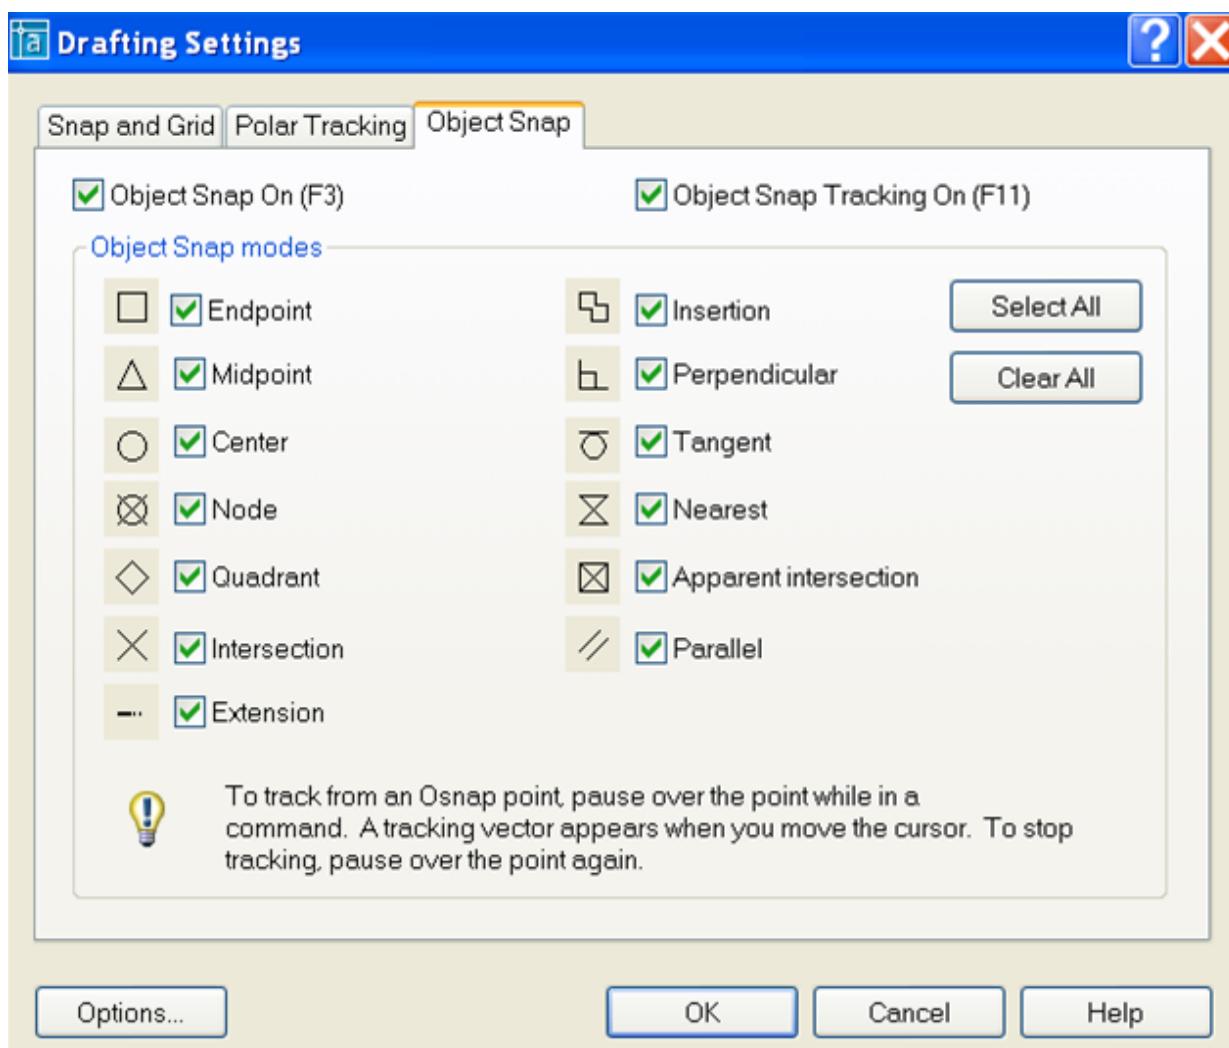 Drafting Settings
Snap and Grid Polar Tracking Object Snap
Object Snap On (F3) Object Snap Tracking On (F11)
Object Snap modes
Endpoint Insertion Select All
Midpoint Perpendicular Clear All
Center Tangent
Node Nearest
Quadrant Apparent intersection
Intersection Parallel
Extension
To track from an Osnap point, pause over the point while in a
command. A tracking vector appears when you move the cursor. To stop
tracking, pause over the point again.
Options... OK Cancel Help